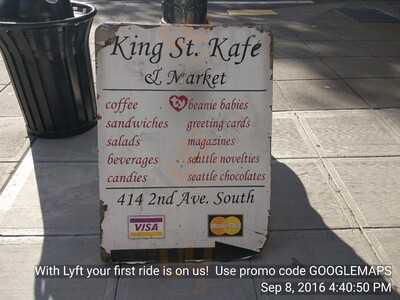 King St. Kafe
& Market
coffee
sandwiches
salads
beverages
candies
ty beanie babies
greeting cards
magazines
seattle novelties
seattle chocolates
414 2nd Ave. South
VISA
MasterCard
With Lyft your first ride is on us! Use promo code GOOGLEMAPS
Sep 8, 2016 4:40:50 PM